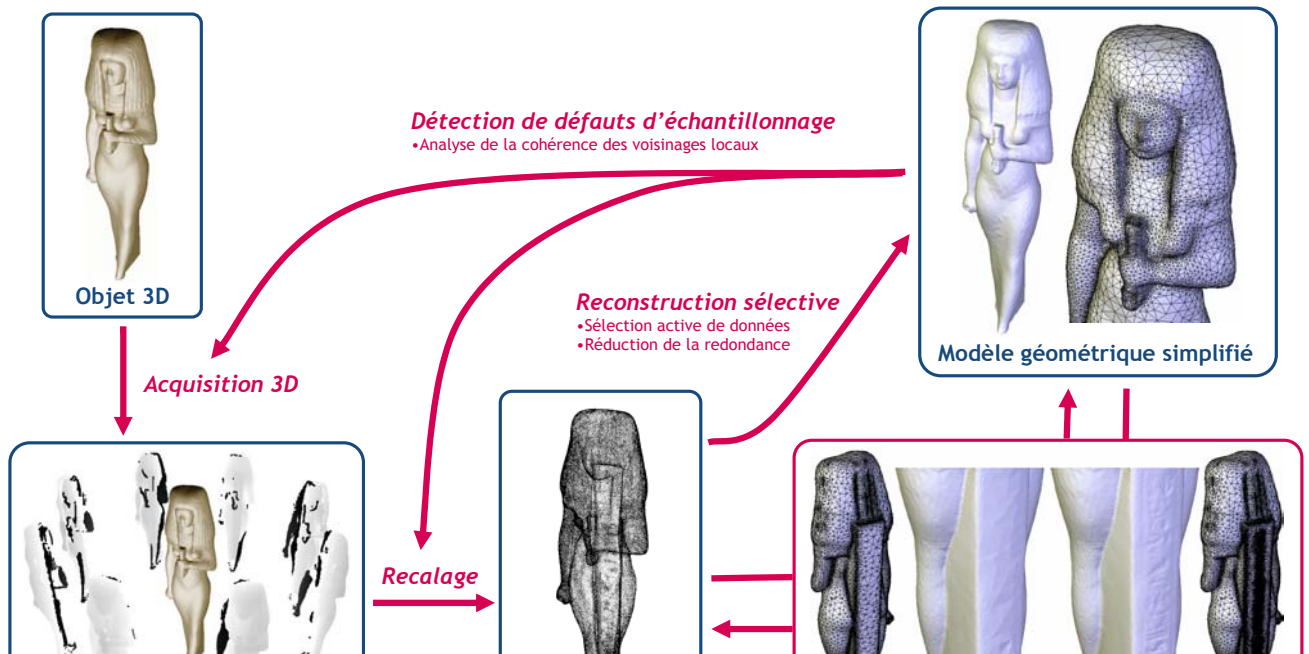 Détection de défauts d’échantillonnage
•Analyse de la cohérence des voisinages locaux
Objet 3D
Reconstruction sélective
•Sélection active de données
•Réduction de la redondance
Modèle géométrique simplifié
Acquisition 3D
Recalage